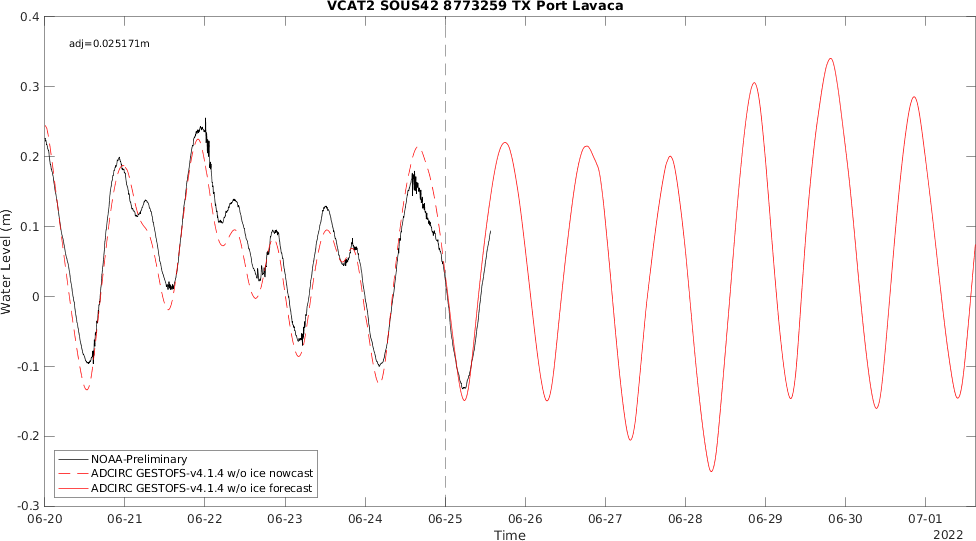 VCAT2 SOUS42 8773259 TX Port Lavaca
adj=0.025171m
0.4
0.3
0.2
0.1
0
-0.1
-0.2
-0.3
Water Level (m)
NOAA-Preliminary
ADCIRC GESTOFS-v4.1.4 w/o ice nowcast
ADCIRC GESTOFS-v4.1.4 w/o ice forecast
06-20 06-21 06-22 06-23 06-24 06-25 06-26 06-27 06-28 06-29 06-30 07-01
2022
Time